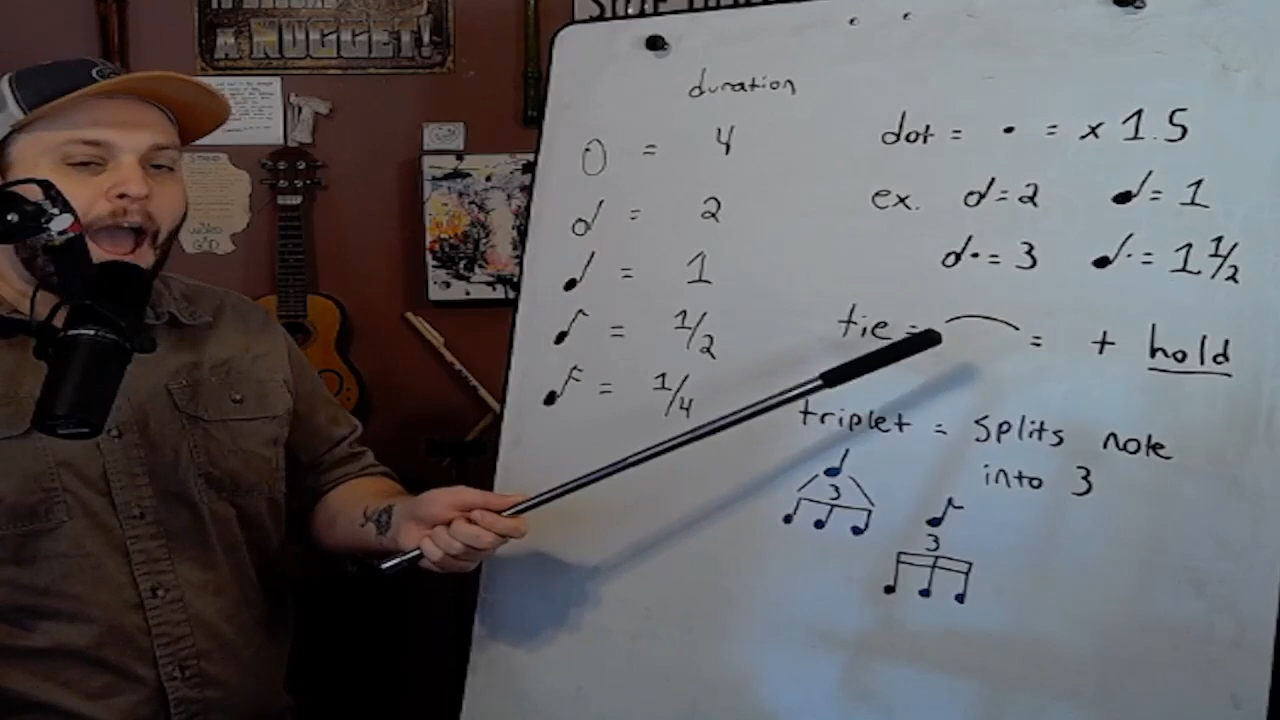 A NUGGET!
duration
= 4
= 2
= 1
= 1/2
= 1/4
dot = • = x 1.5
ex. 𝅗𝅥 = 2 ♩ = 1
𝅗𝅥. = 3 ♩. = 1 1/2
tie = ⁀ = + hold
triplet = splits note
into 3
3
3